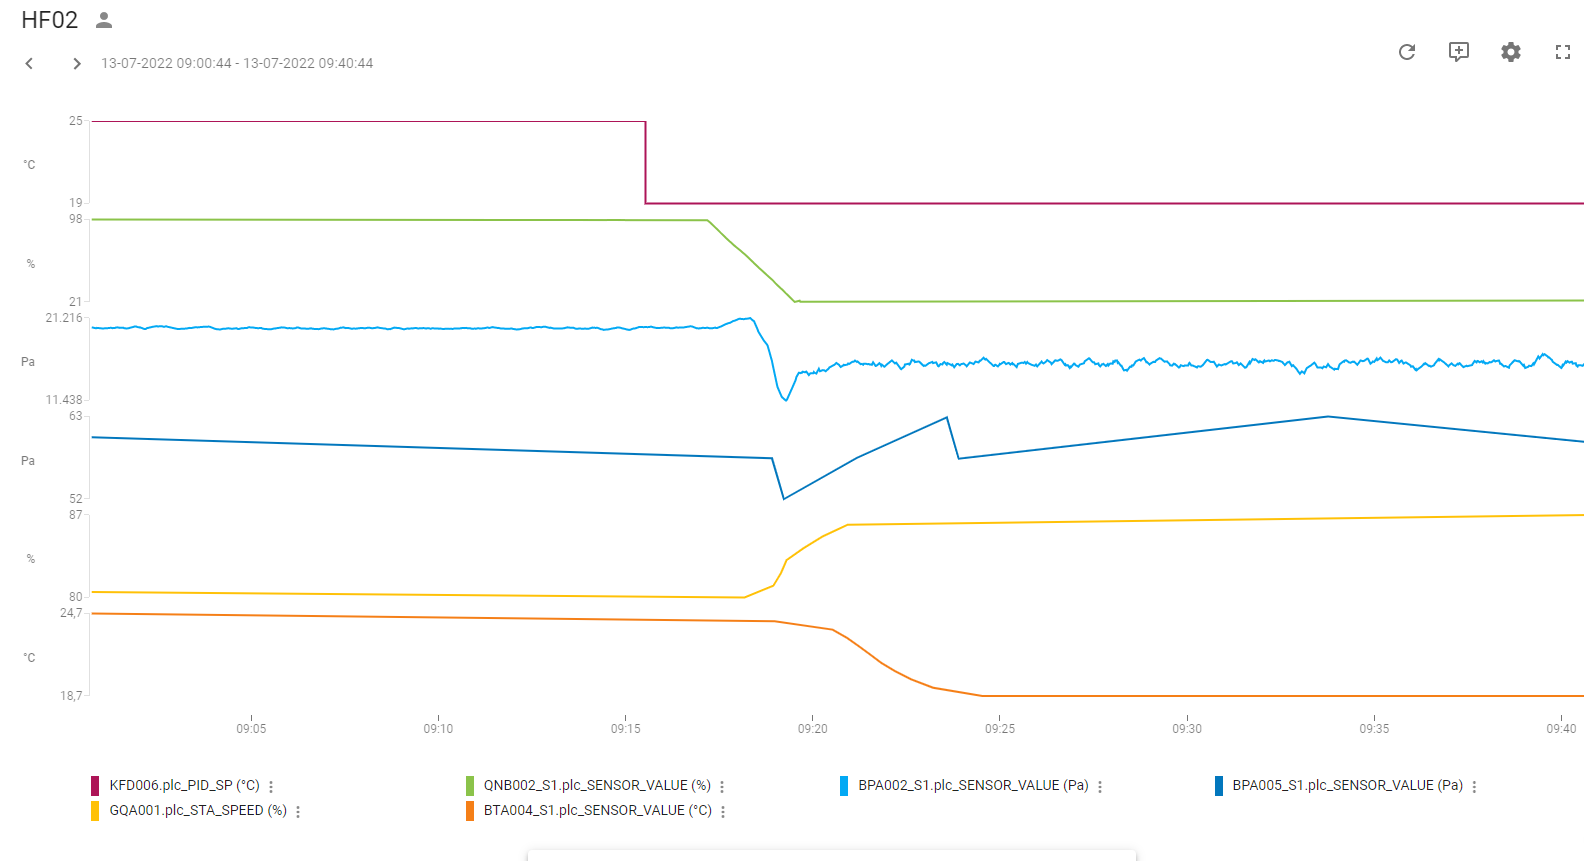 HF02
13-07-2022 09:00:44 - 13-07-2022 09:40:44
25
°C
19
98
%
21
21.216
Pa
11.438
63
Pa
52
87
%
80
24,7
°C
18,7
09:05 09:10 09:15 09:20 09:25 09:30 09:35 09:40
KFD006.plc_PID_SP (°C) QNB002_S1.plc_SENSOR_VALUE (%) BPA002_S1.plc_SENSOR_VALUE (Pa) BPA005_S1.plc_SENSOR_VALUE (Pa)
GQA001.plc_STA_SPEED (%) BTA004_S1.plc_SENSOR_VALUE (°C)